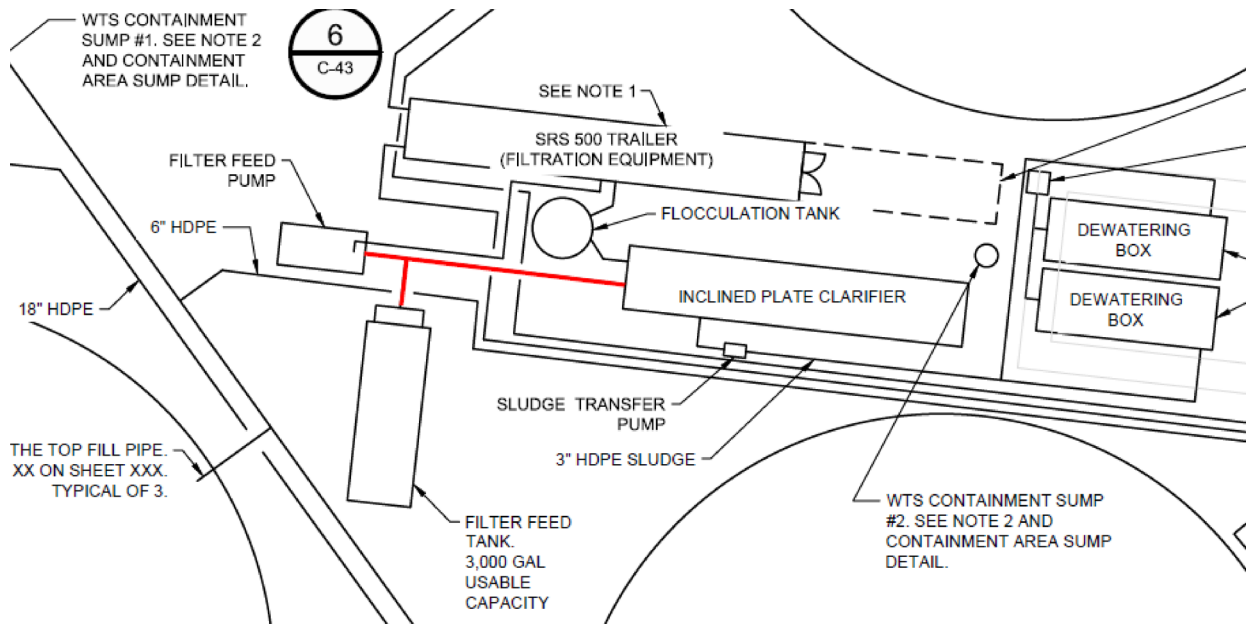 WTS CONTAINMENT
SUMP #1. SEE NOTE 2
AND CONTAINMENT
AREA SUMP DETAIL.
6
C-43
SEE NOTE 1
SRS 500 TRAILER
(FILTRATION EQUIPMENT)
FILTER FEED
PUMP
6" HDPE
FLOCCULATION TANK
DEWATERING
BOX
18" HDPE
INCLINED PLATE CLARIFIER
DEWATERING
BOX
SLUDGE TRANSFER
PUMP
3" HDPE SLUDGE
THE TOP FILL PIPE.
XX ON SHEET XXX.
TYPICAL OF 3.
WTS CONTAINMENT SUMP
#2. SEE NOTE 2 AND
CONTAINMENT AREA SUMP
DETAIL.
FILTER FEED
TANK.
3,000 GAL
USABLE
CAPACITY